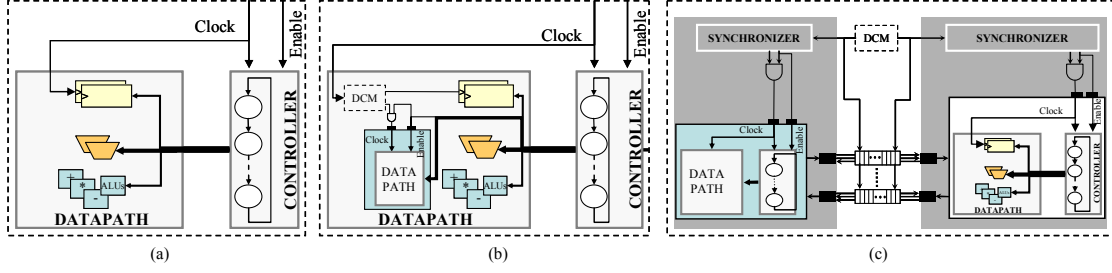 Clock
Enable
+
*
-
ALUs
DATAPATH
CONTROLLER
(a)
Clock
Enable
DCM
Clock
Enable
DATA
PATH
+
*
-
ALUs
DATAPATH
CONTROLLER
(b)
SYNCHRONIZER
DCM
SYNCHRONIZER
Clock
Enable
DATA
PATH
Clock
Enable
+
*
-
ALUs
DATAPATH
CONTROLLER
(c)